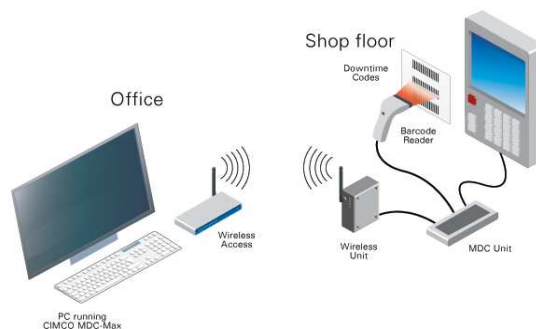 Office
Wireless
Access
PC running
CIMCO MDC-Max
Shop floor
Downtime
Codes
Barcode
Reader
Wireless
Unit
MDC Unit